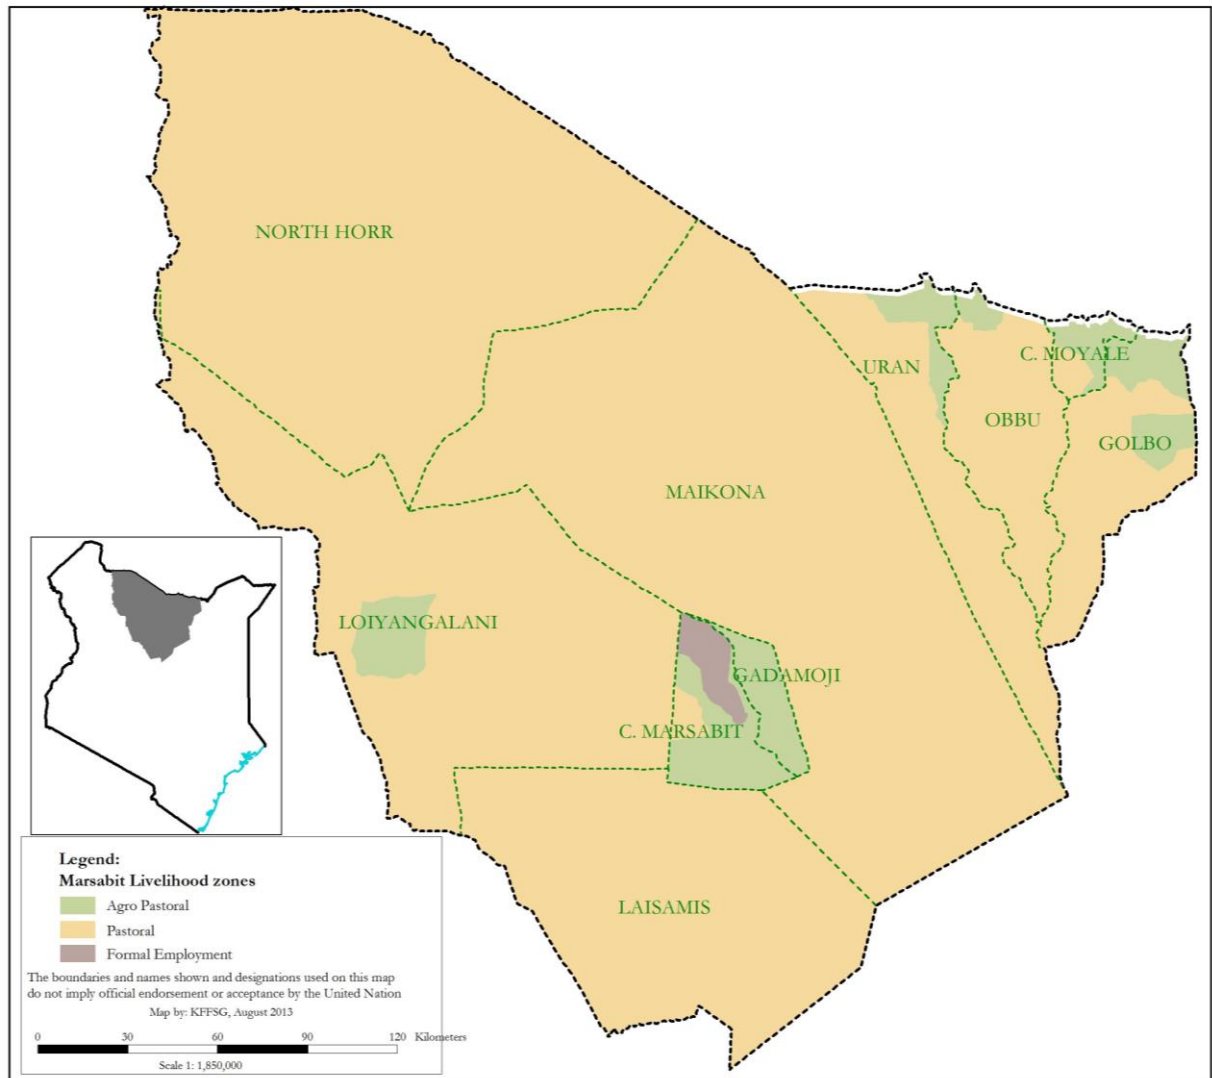 NORTH HORR
C. MOYALE
URAN
OBBU
GOLBO
MAIKONA
LOIYANGALANI
GADAMOJI
C. MARSABIT
LAISAMIS
Legend:
Marsabit Livelihood zones
Agro Pastoral
Pastoral
Formal Employment
The boundaries and names shown and designations used on this map
do not imply official endorsement or acceptance by the United Nation
Map by: KFFSG, August 2013
0 30 60 90 120 Kilometers
Scale 1: 1,850,000